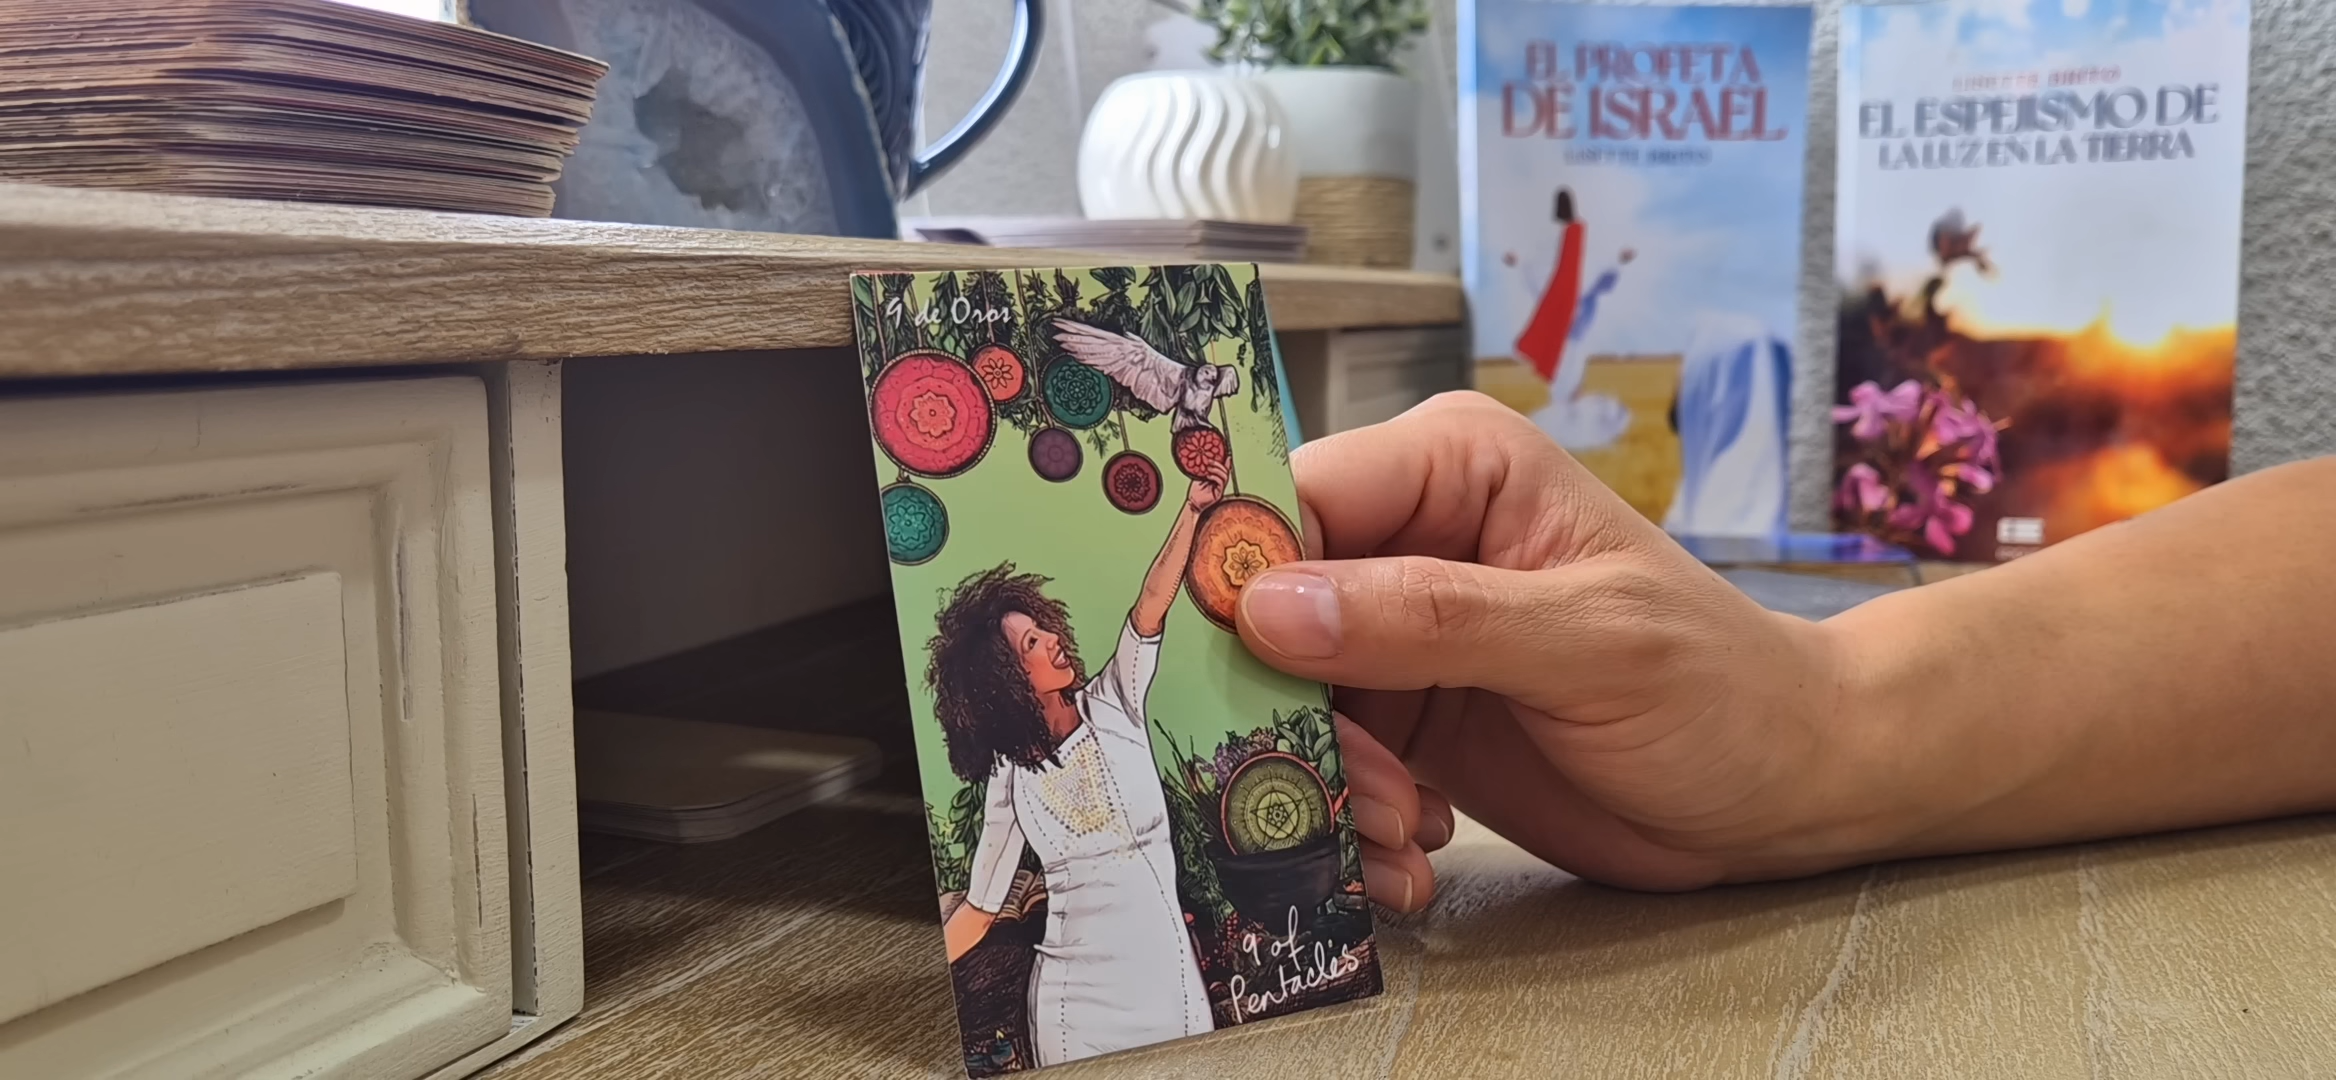 9 de Oros
9 of
Pentacles
EL PROFETA
DE ISRAEL
EL ESPEJISMO DE
LA LUZ EN LA TIERRA